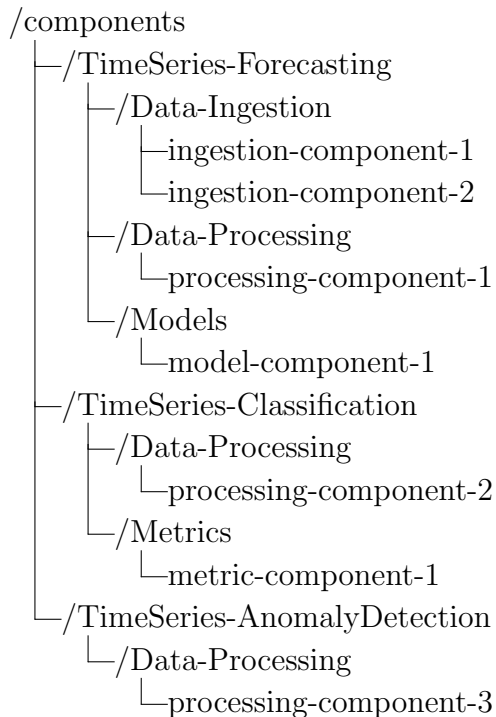 /components
/TimeSeries-Forecasting
/Data-Ingestion
ingestion-component-1
ingestion-component-2
/Data-Processing
processing-component-1
/Models
model-component-1
/TimeSeries-Classification
/Data-Processing
processing-component-2
/Metrics
metric-component-1
/TimeSeries-AnomalyDetection
/Data-Processing
processing-component-3